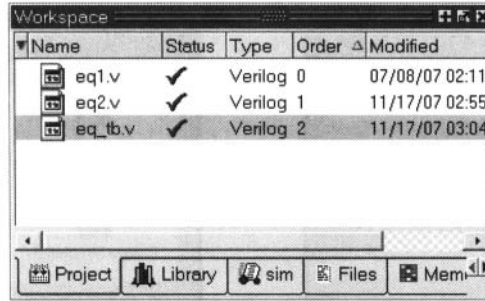 Workspace
Name Status Type Order Modified
eq1.v Verilog 0 07/08/07 02:11
eq2.v Verilog 1 11/17/07 02:55
eq_tb.v Verilog 2 11/17/07 03:04
Project Library sim Files Mem